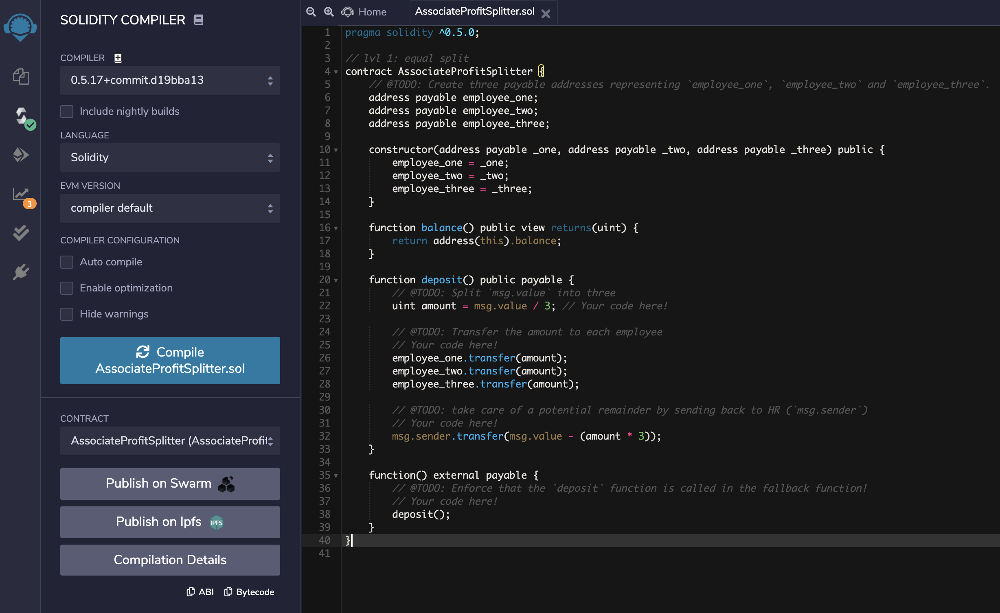 SOLIDITY COMPILER
COMPILER
0.5.17+commit.d19bba13
Include nightly builds
LANGUAGE
Solidity
EVM VERSION
compiler default
COMPILER CONFIGURATION
Auto compile
Enable optimization
Hide warnings
Compile
AssociateProfitSplitter.sol
CONTRACT
AssociateProfitSplitter (AssociateProfit
Publish on Swarm
Publish on Ipfs IPFS
Compilation Details
ABI Bytecode
3
Home AssociateProfitSplitter.sol
1 pragma solidity ^0.5.0;
2
3 // lvl 1: equal split
4 contract AssociateProfitSplitter {
5     // @TODO: Create three payable addresses representing `employee_one`, `employee_two` and `employee_three`.
6     address payable employee_one;
7     address payable employee_two;
8     address payable employee_three;
9
10     constructor(address payable _one, address payable _two, address payable _three) public {
11         employee_one = _one;
12         employee_two = _two;
13         employee_three = _three;
14     }
15
16     function balance() public view returns(uint) {
17         return address(this).balance;
18     }
19
20     function deposit() public payable {
21         // @TODO: Split `msg.value` into three
22         uint amount = msg.value / 3; // Your code here!
23
24         // @TODO: Transfer the amount to each employee
25         // Your code here!
26         employee_one.transfer(amount);
27         employee_two.transfer(amount);
28         employee_three.transfer(amount);
29
30         // @TODO: take care of a potential remainder by sending back to HR (`msg.sender`)
31         // Your code here!
32         msg.sender.transfer(msg.value - (amount * 3));
33     }
34
35     function() external payable {
36         // @TODO: Enforce that the `deposit` function is called in the fallback function!
37         // Your code here!
38         deposit();
39     }
40 }
41